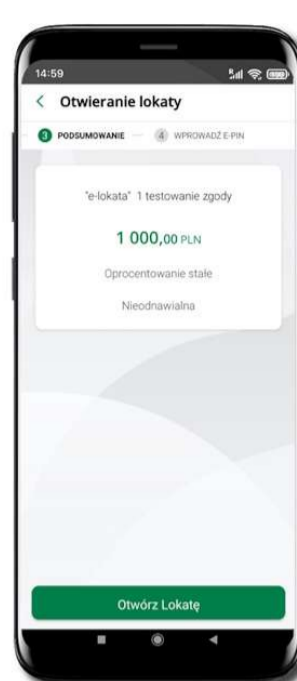 14:59
Otwieranie lokaty
3 PODSUMOWANIE 4 WPROWADŹ E-PIN
"e-lokata" 1 testowanie zgody
1 000,00 PLN
Oprocentowanie stałe
Nieodnawialna
Otwórz Lokatę